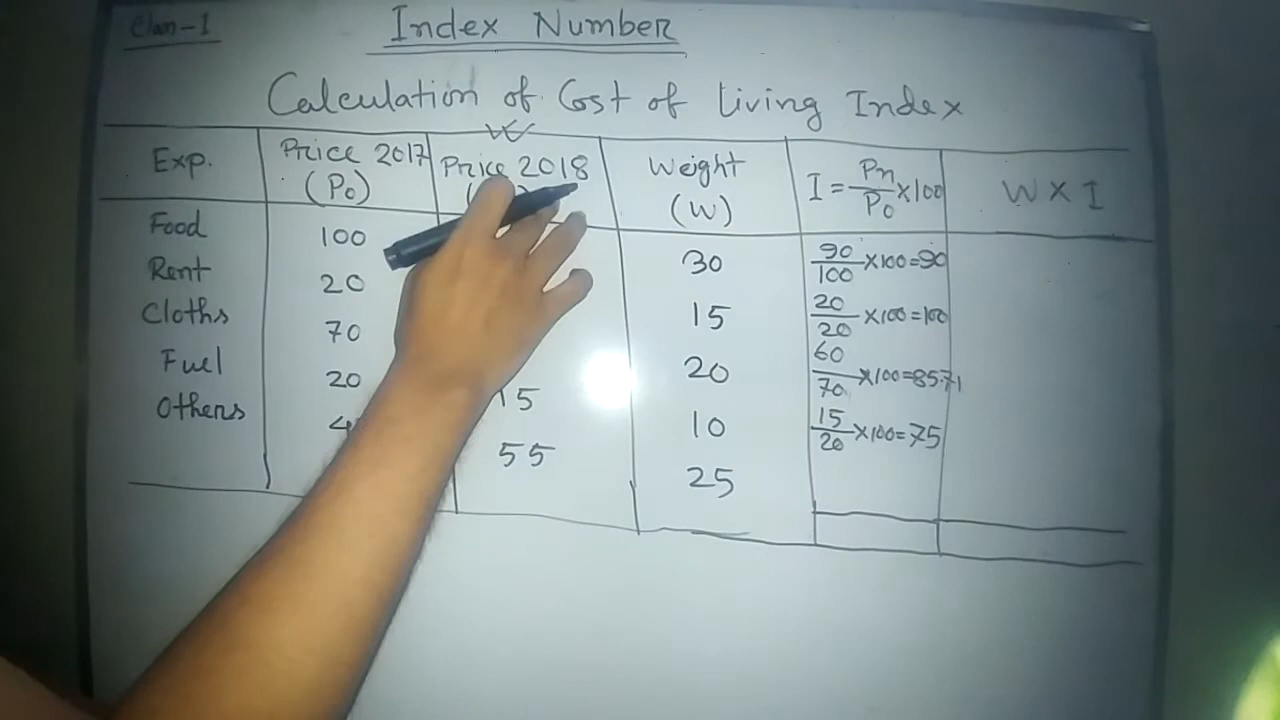 Class-1
Index Number
Calculation of Cost of Living Index
Exp. Price 2017 Price 2018 Weight I = Pn/P0 x100 W X I
(P0) (W)
Food 100 30 90/100 x100=90
Rent 20 15 20/20 x100=100
Cloths 70 20 60/70 x100=85.71
Fuel 20 15 10 15/20 x100=75
Others 55 25